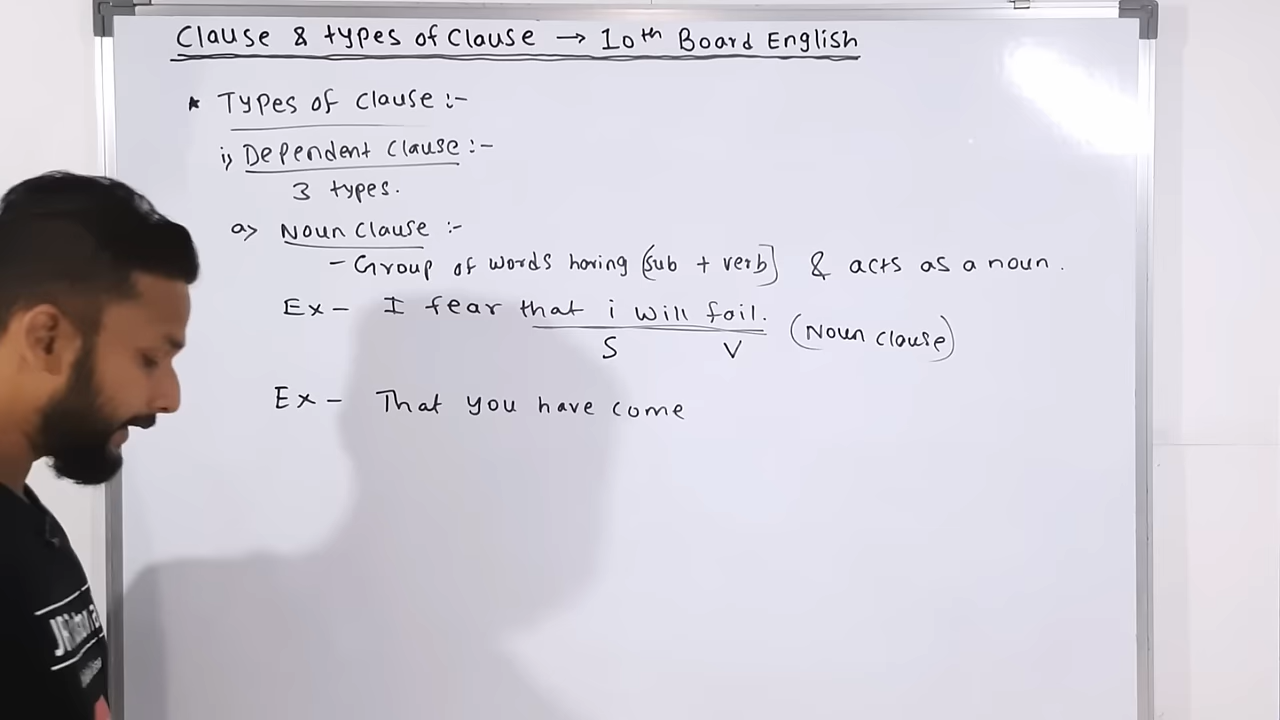 Clause & types of Clause → 10th Board English
* Types of clause :-
i) Dependent clause :-
3 types.
a) Noun Clause :-
- Group of words having [sub + verb] & acts as a noun.
Ex - I fear that i will fail.
(Noun clause)
S V
Ex - That you have come